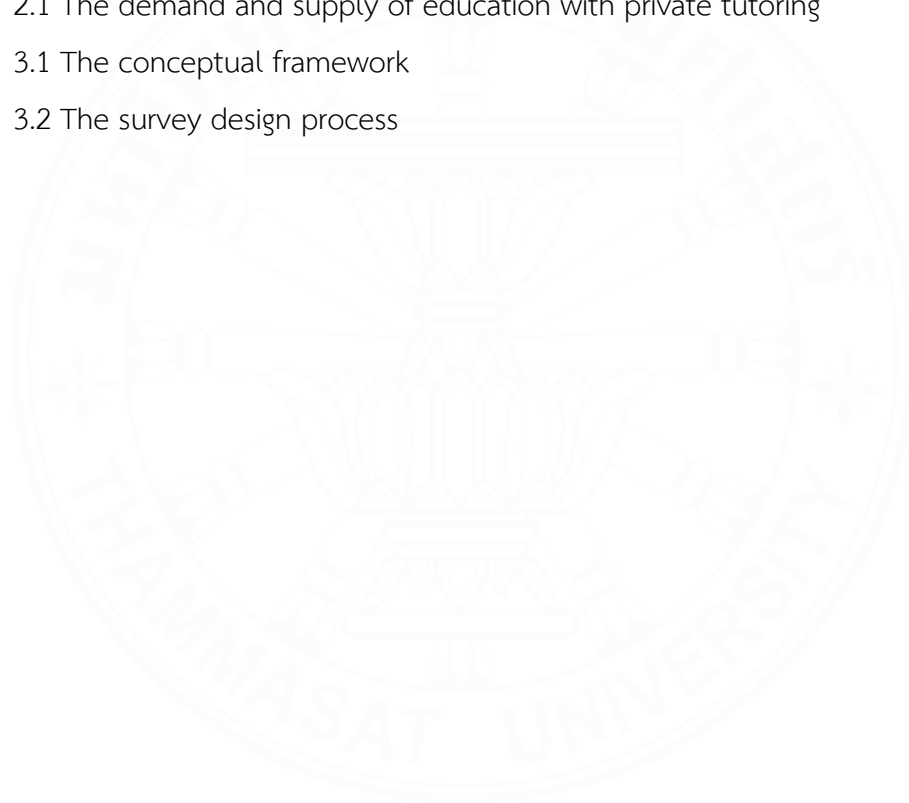 2.1 The demand and supply of education with private tutoring
3.1 The conceptual framework
3.2 The survey design process
THAMMASAT UNIVERSITY